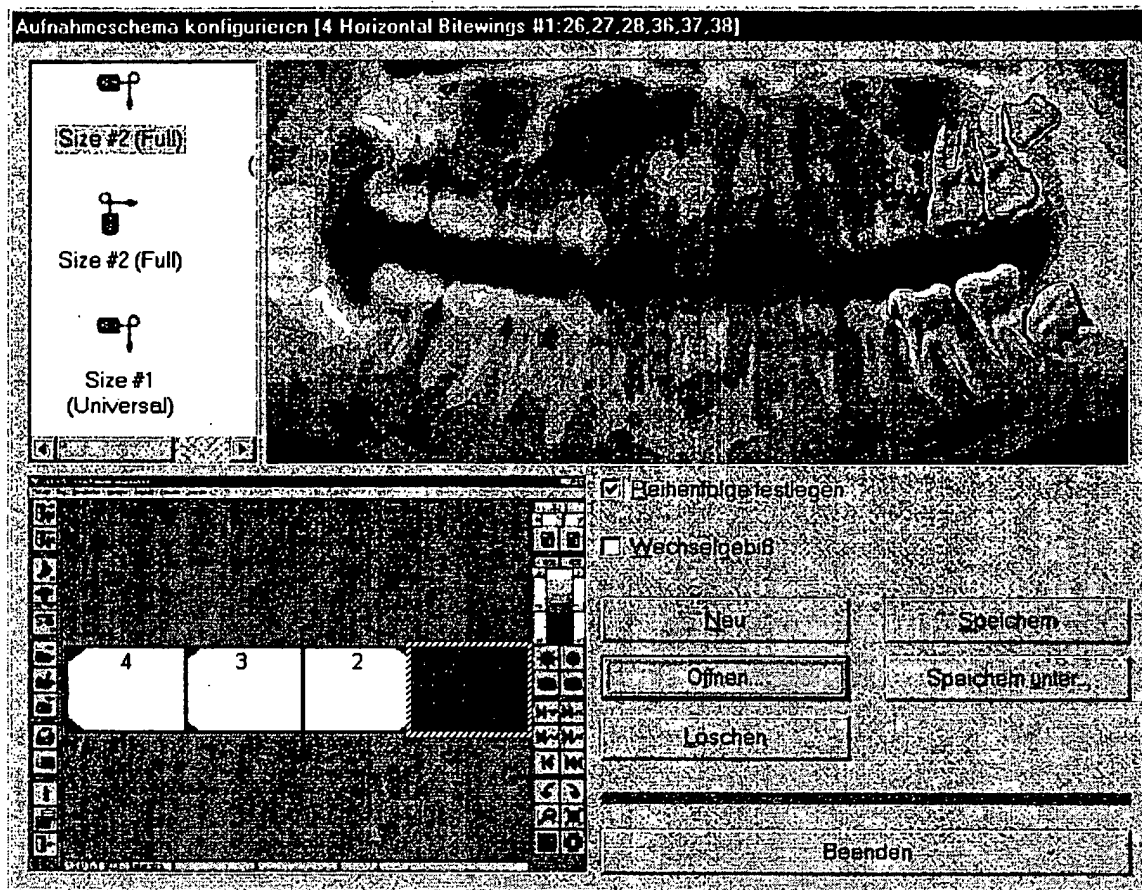 Aufnahmeschema konfigurieren [4 Horizontal Bitewings #1:26,27,28,36,37,38]
Size #2 (Full)
Size #2 (Full)
Size #1
(Universal)
Reihenfolge festlegen
Wechselgebiß
4 3 2
Neu Speichern
Öffnen... Speichern unter...
Löschen
Beenden